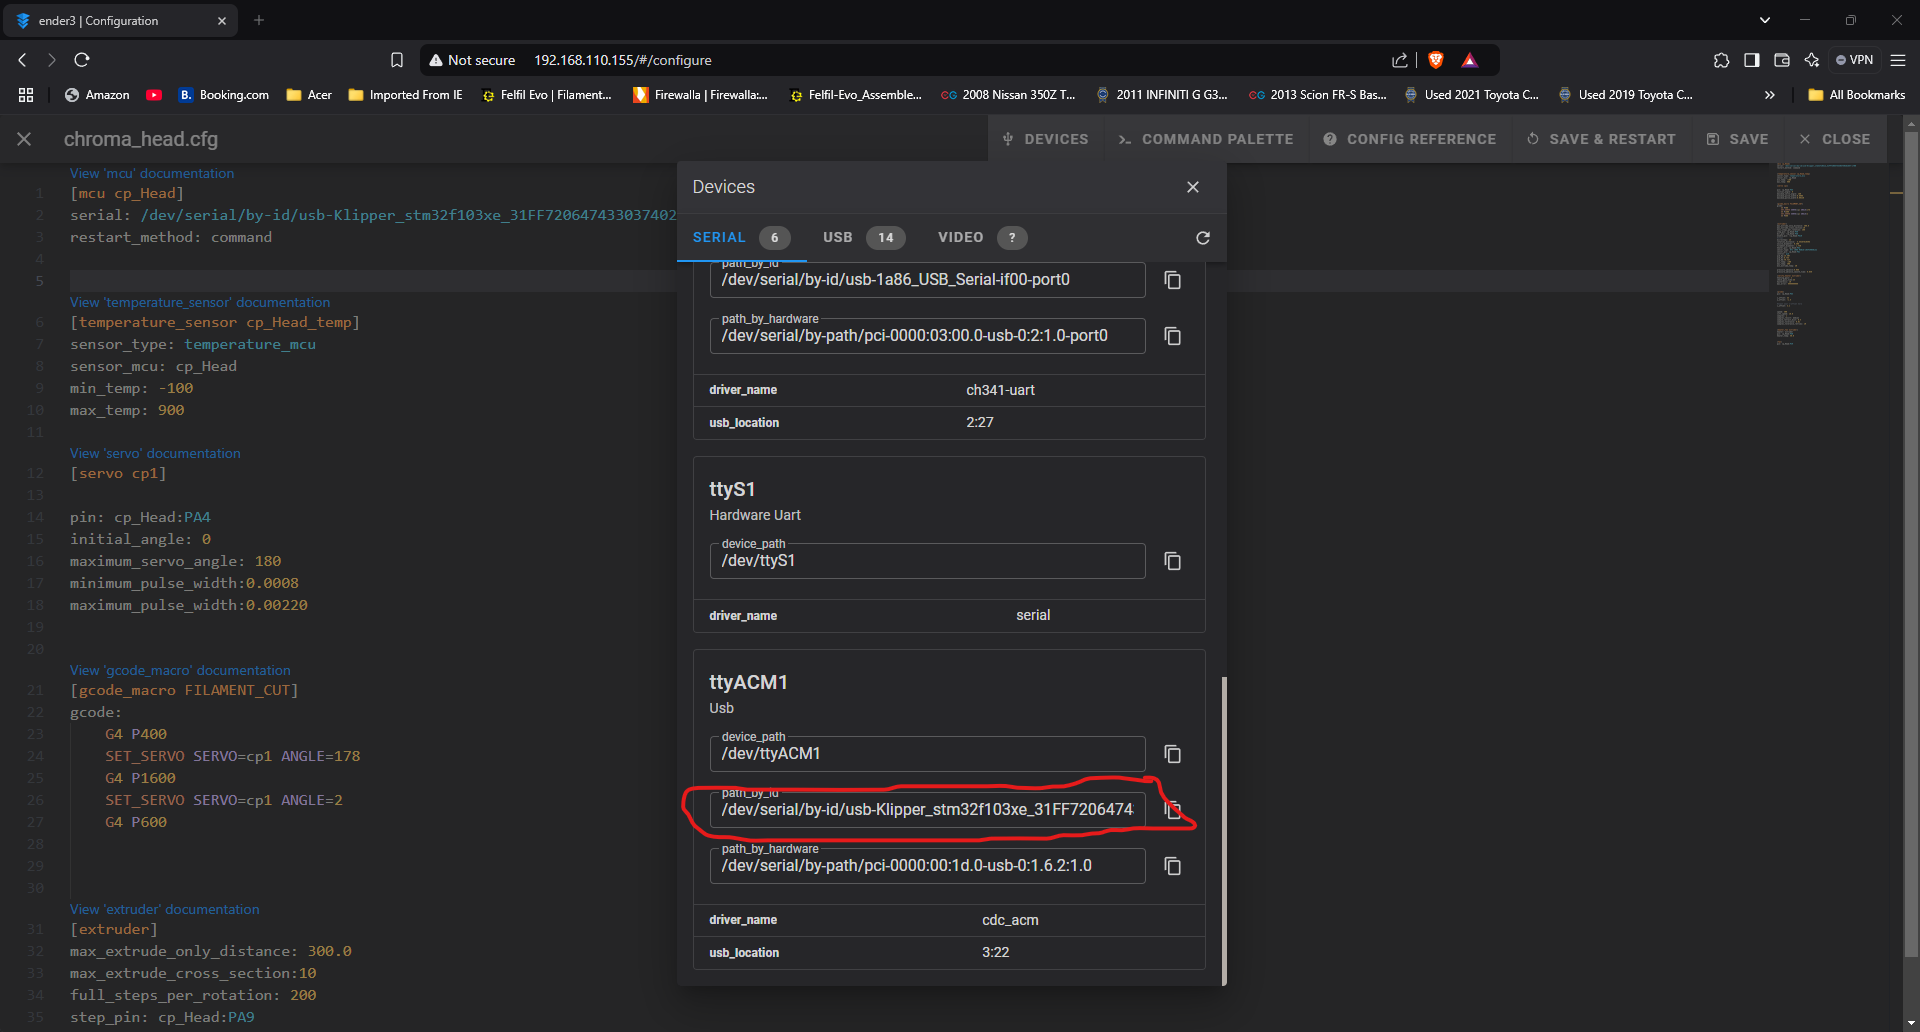 ender3 | Configuration
Not secure 192.168.110.155/#/configure
VPN
Amazon
Booking.com
Acer
Imported From IE
Felfil Evo | Filament...
Firewalla | Firewalla:...
Felfil-Evo_Assemble...
2008 Nissan 350Z T...
2011 INFINITI G G3...
2013 Scion FR-S Bas...
Used 2021 Toyota C...
Used 2019 Toyota C...
All Bookmarks
chroma_head.cfg
DEVICES
COMMAND PALETTE
CONFIG REFERENCE
SAVE & RESTART
SAVE
CLOSE
View 'mcu' documentation
1 [mcu cp_Head]
2 serial: /dev/serial/by-id/usb-Klipper_stm32f103xe_31FF720647433037402
3 restart_method: command
4
5
View 'temperature_sensor' documentation
6 [temperature_sensor cp_Head_temp]
7 sensor_type: temperature_mcu
8 sensor_mcu: cp_Head
9 min_temp: -100
10 max_temp: 900
11
View 'servo' documentation
12 [servo cp1]
13
14 pin: cp_Head:PA4
15 initial_angle: 0
16 maximum_servo_angle: 180
17 minimum_pulse_width:0.0008
18 maximum_pulse_width:0.00220
19
20
View 'gcode_macro' documentation
21 [gcode_macro FILAMENT_CUT]
22 gcode:
23 G4 P400
24 SET_SERVO SERVO=cp1 ANGLE=178
25 G4 P1600
26 SET_SERVO SERVO=cp1 ANGLE=2
27 G4 P600
28
29
30
View 'extruder' documentation
31 [extruder]
32 max_extrude_only_distance: 300.0
33 max_extrude_cross_section:10
34 full_steps_per_rotation: 200
35 step_pin: cp_Head:PA9
Devices
SERIAL 6 USB 14 VIDEO ?
path_by_id
/dev/serial/by-id/usb-1a86_USB_Serial-if00-port0
path_by_hardware
/dev/serial/by-path/pci-0000:03:00.0-usb-0:2:1.0-port0
driver_name ch341-uart
usb_location 2:27
ttyS1
Hardware Uart
device_path
/dev/ttyS1
driver_name serial
ttyACM1
Usb
device_path
/dev/ttyACM1
path_by_id
/dev/serial/by-id/usb-Klipper_stm32f103xe_31FF7206474
path_by_hardware
/dev/serial/by-path/pci-0000:00:1d.0-usb-0:1.6.2:1.0
driver_name cdc_acm
usb_location 3:22